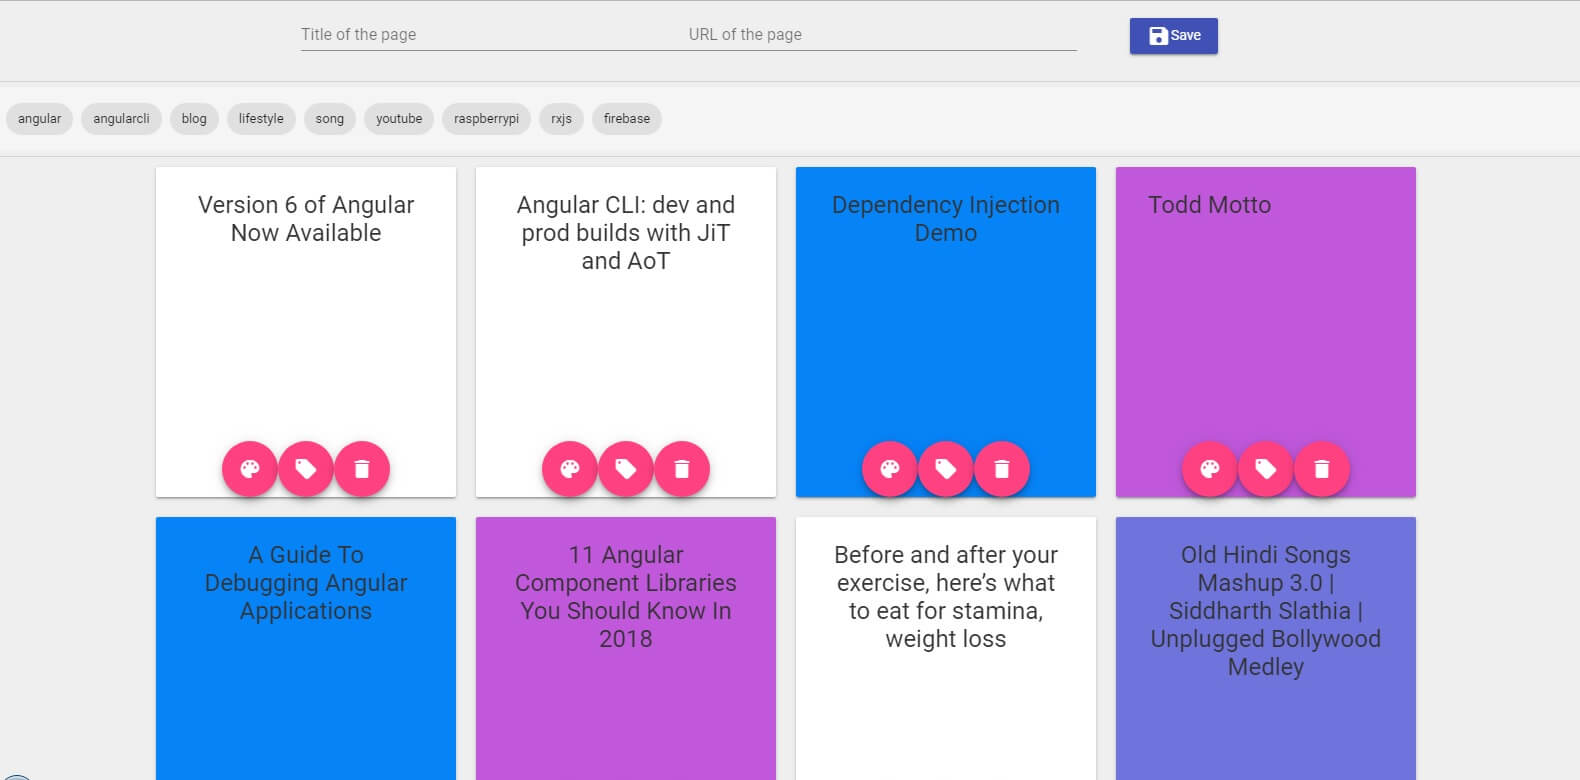 Title of the page URL of the page Save
angular angularcli blog lifestyle song youtube raspberrypi rxjs firebase
Version 6 of Angular
Now Available
Angular CLI: dev and
prod builds with JiT
and AoT
Dependency Injection
Demo
Todd Motto
A Guide To
Debugging Angular
Applications
11 Angular
Component Libraries
You Should Know In
2018
Before and after your
exercise, here’s what
to eat for stamina,
weight loss
Old Hindi Songs
Mashup 3.0 |
Siddharth Slathia |
Unplugged Bollywood
Medley